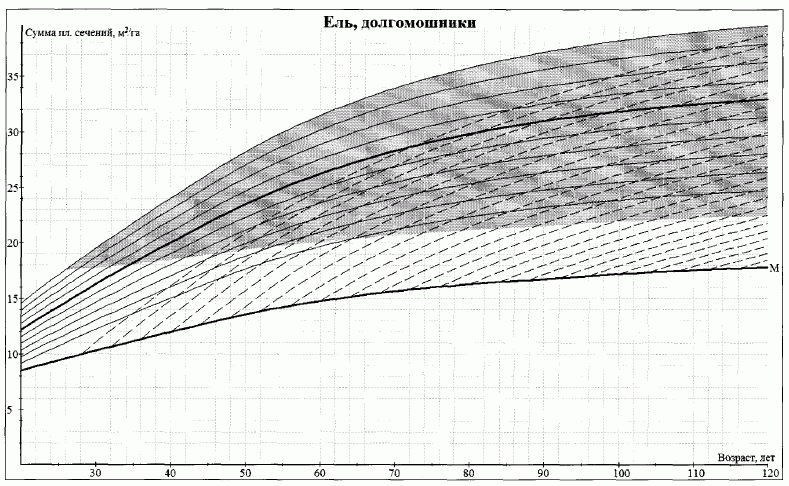 Ель, долгомошники
Сумма пл. сечений, м²/га
35
30
25
20
15
10
5
М
Возраст, лет
30 40 50 60 70 80 90 100 110 120